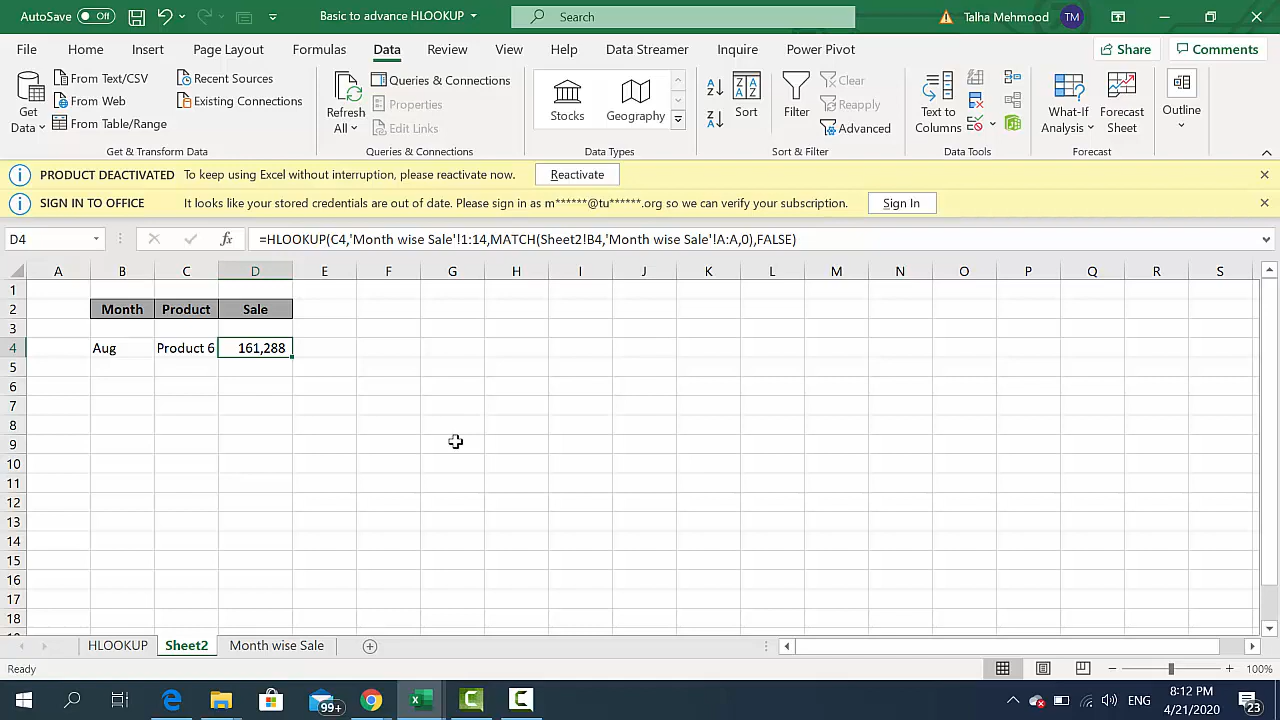 AutoSave Off Basic to advance HLOOKUP Search Talha Mehmood TM
File Home Insert Page Layout Formulas Data Review View Help Data Streamer Inquire Power Pivot Share Comments
Get Data
From Text/CSV
From Web
From Table/Range
Recent Sources
Existing Connections
Get & Transform Data
Refresh All
Queries & Connections
Properties
Edit Links
Queries & Connections
Stocks Geography
Data Types
Sort
Filter
Clear
Reapply
Advanced
Sort & Filter
Text to Columns
Data Tools
What-If Analysis
Forecast Sheet
Forecast
Outline
PRODUCT DEACTIVATED To keep using Excel without interruption, please reactivate now. Reactivate
SIGN IN TO OFFICE It looks like your stored credentials are out of date. Please sign in as m******@tu******.org so we can verify your subscription. Sign In
D4 fx =HLOOKUP(C4,'Month wise Sale'!1:14,MATCH(Sheet2!B4,'Month wise Sale'!A:A,0),FALSE)
A B C D E F G H I J K L M N O P Q R S
1
2 Month Product Sale
3
4 Aug Product 6 161,288
5
6
7
8
9
10
11
12
13
14
15
16
17
18
HLOOKUP Sheet2 Month wise Sale
Ready 100%
99+ ENG 8:12 PM
4/21/2020 23